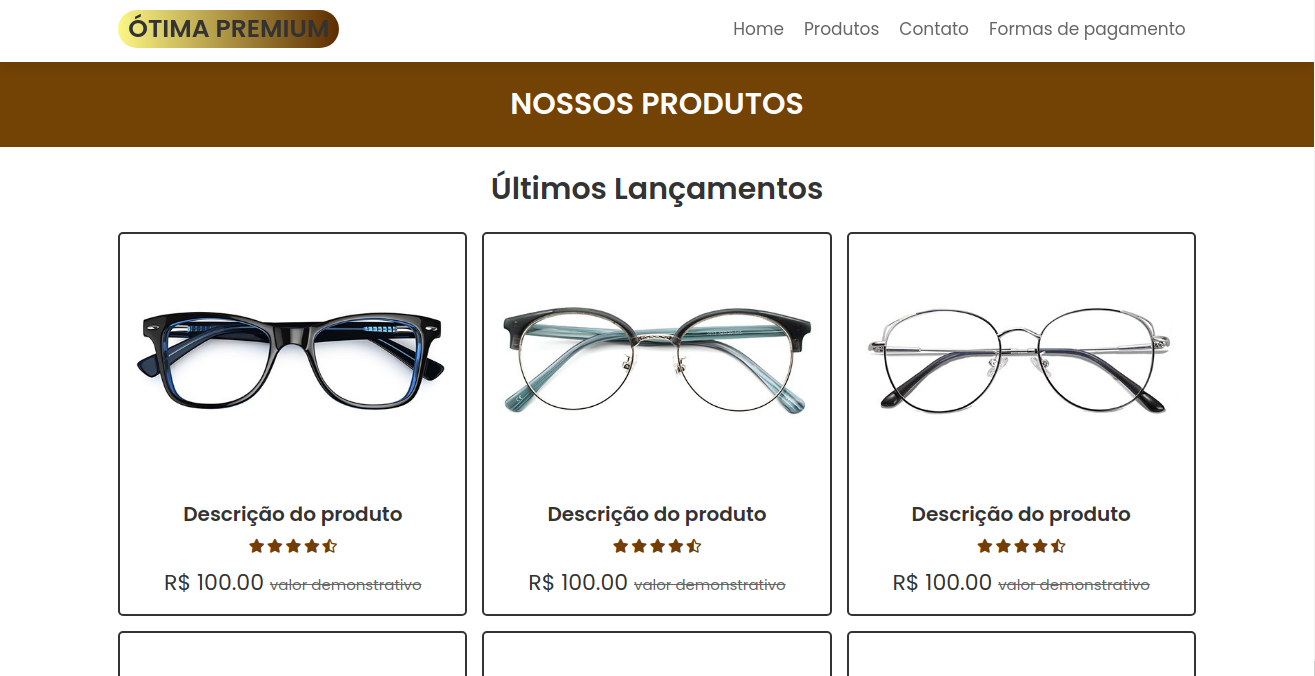 ÓTIMA PREMIUM
Home Produtos Contato Formas de pagamento
NOSSOS PRODUTOS
Últimos Lançamentos
Descrição do produto
R$ 100.00 valor demonstrativo
Descrição do produto
R$ 100.00 valor demonstrativo
Descrição do produto
R$ 100.00 valor demonstrativo